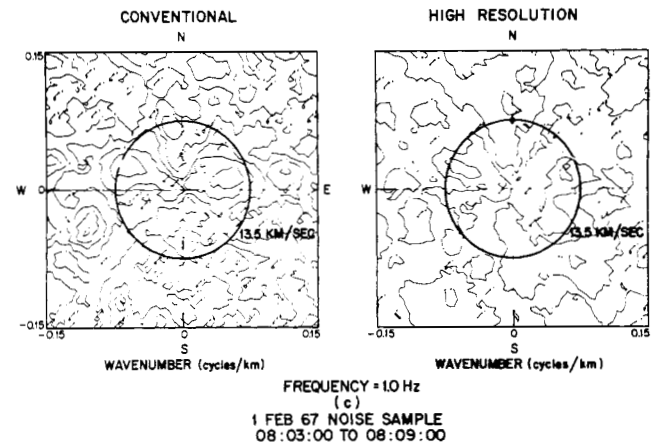 CONVENTIONAL
HIGH RESOLUTION
N
N
0.15
W 0
E
W
13.5 KM/SEC
13.5 KM/SEC
-0.15
-0.15
0
0.15
-0.15
0
0.15
S
S
WAVENUMBER (cycles/km)
WAVENUMBER (cycles/km)
FREQUENCY = 1.0 Hz
(c)
1 FEB 67 NOISE SAMPLE
08:03:00 TO 08:09:00